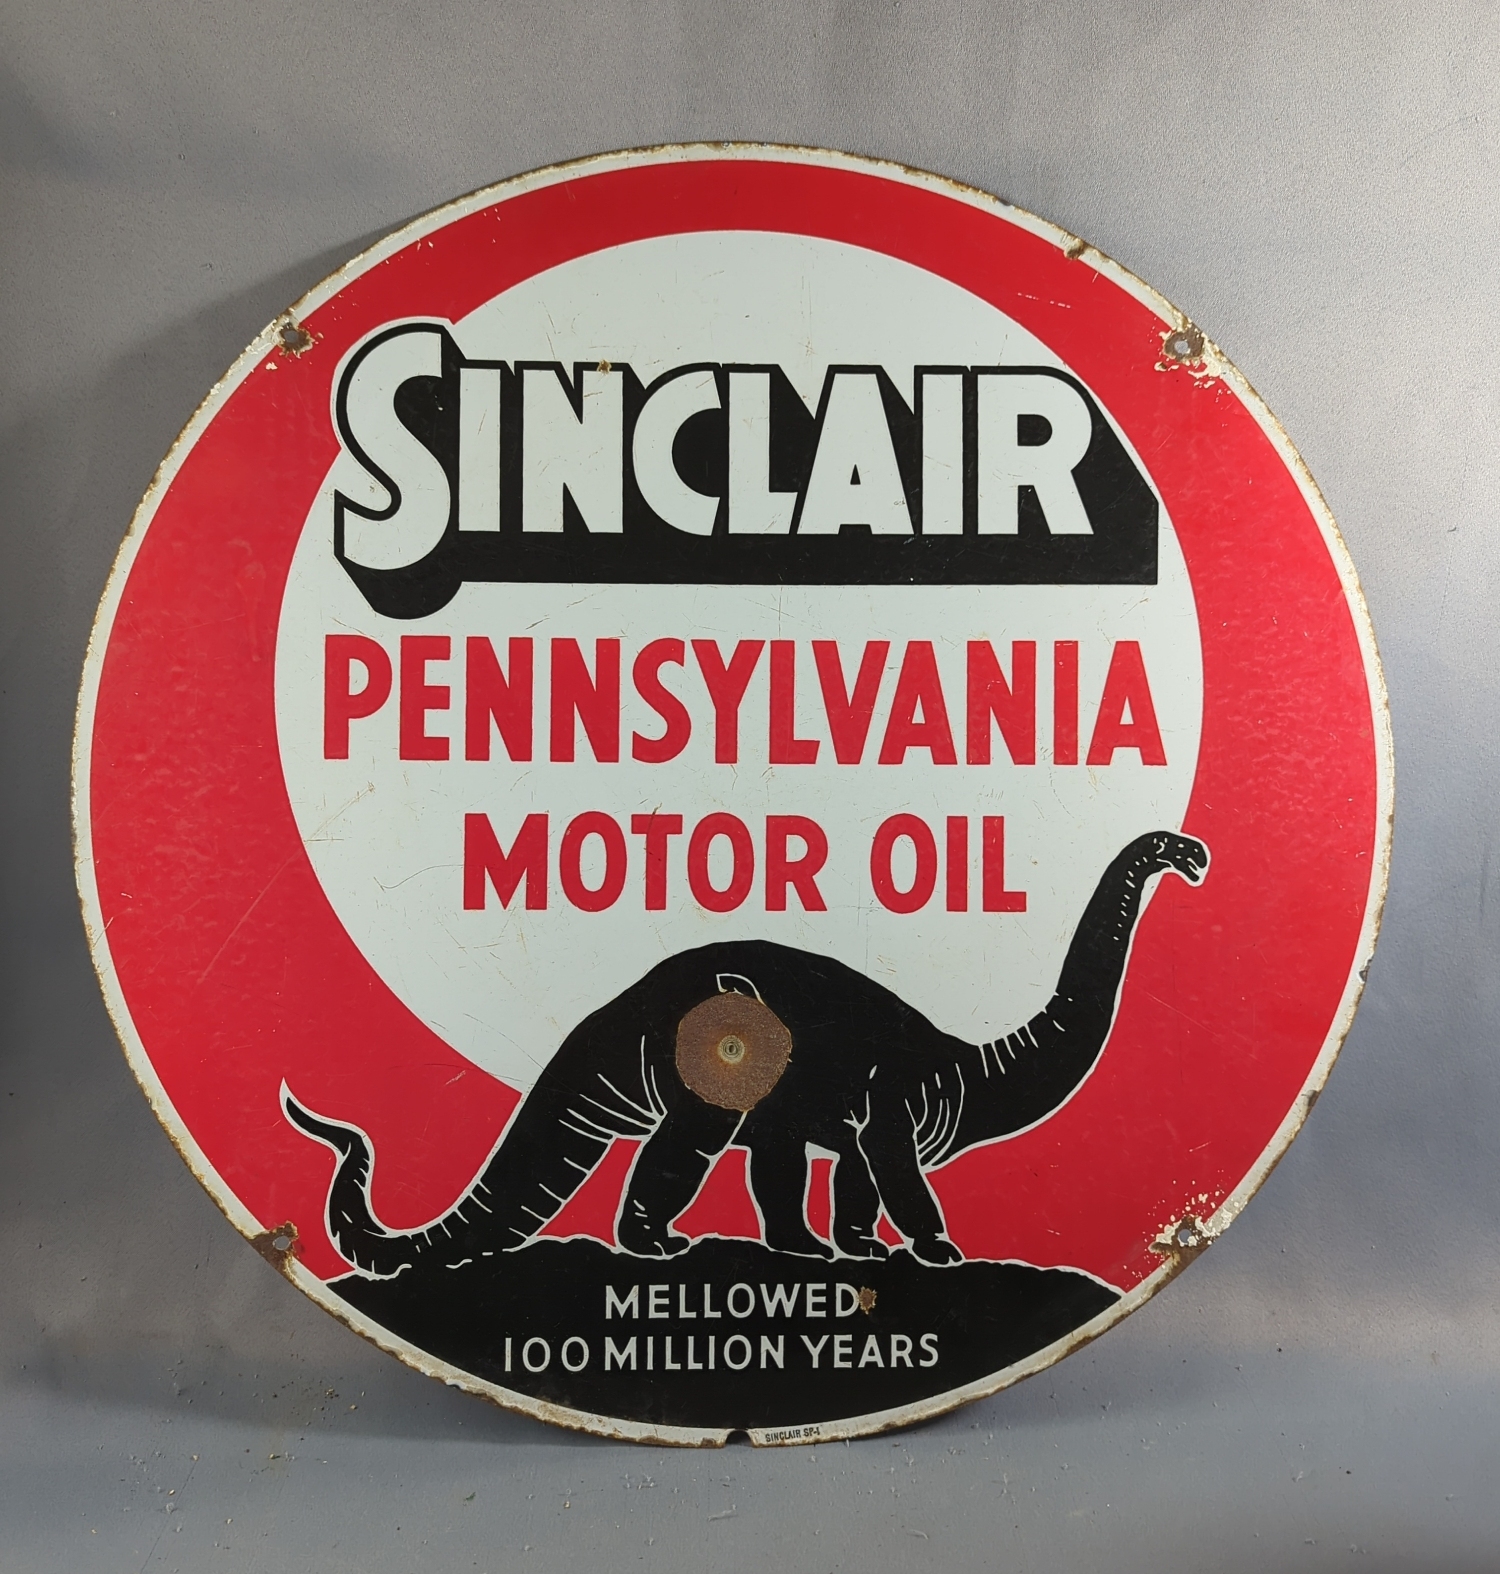 SINCLAIR
PENNSYLVANIA
MOTOR OIL
MELLOWED
100 MILLION YEARS
SINCLAIR SP-1